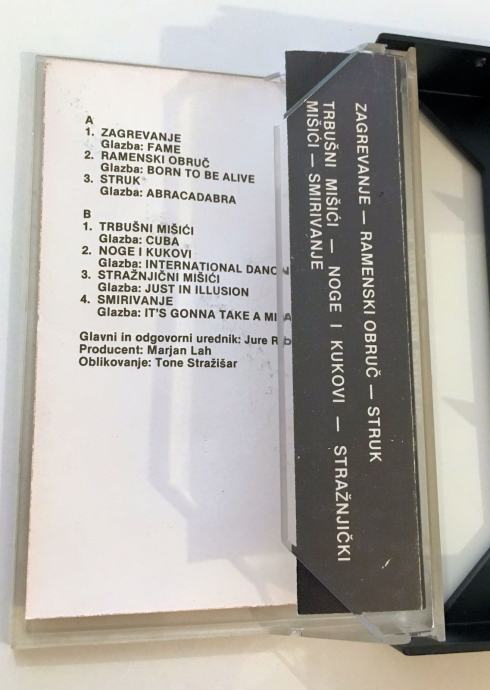 A
1. ZAGREVANJE
Glazba: FAME
2. RAMENSKI OBRUČ
Glazba: BORN TO BE ALIVE
3. STRUK
Glazba: ABRACADABRA
B
1. TRBUŠNI MIŠIĆI
Glazba: CUBA
2. NOGE I KUKOVI
Glazba: INTERNATIONAL
3. STRAŽNJIČNI MIŠIĆI
Glazba: JUST IN ILLUSION
4. SMIRIVANJE
Glazba: IT'S GONNA TAKE A
Glavni in odgovorni urednik: Jure
Producent: Marjan Lah
Oblikovanje: Tone Stražišar
ZAGREVANJE — RAMENSKI OBRUČ — STRUK
TRBUŠNI MIŠIĆI — NOGE I KUKOVI — STRAŽNJIČKI
MIŠIĆI — SMIRIVANJE